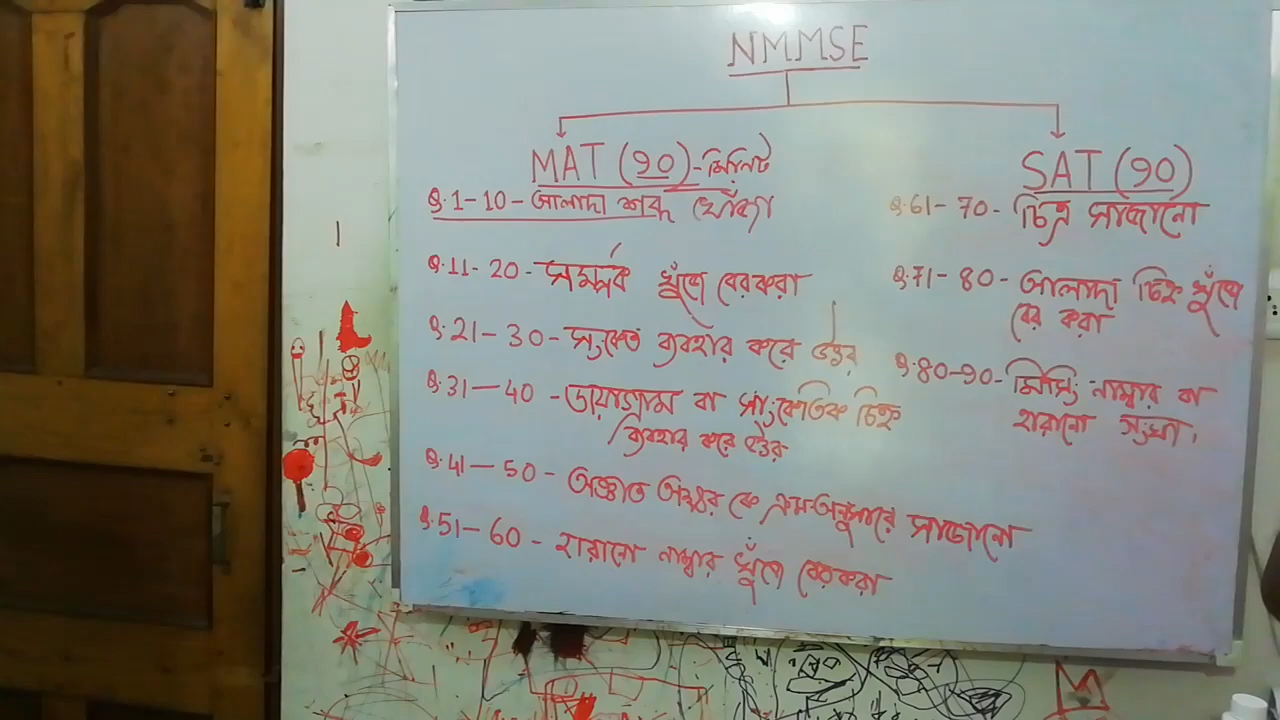 NMMSE
MAT (90) - মিনিট
Q.1-10 - আলাদা শব্দ খোঁজা
Q.11-20 - সম্পর্ক খুঁজে বের করা
Q.21-30 - সংকেত ব্যবহার করে উত্তর
Q.31-40 - ডায়াগ্রাম বা সাংকেতিক চিহ্ন
ব্যবহার করে উত্তর
Q.41-50 - অজ্ঞাত অক্ষর কে ক্রম অনুসারে সাজানো
Q.51-60 - হারানো নাম্বার খুঁজে বের করা
SAT (90)
Q.61-70 - চিত্র সাজানো
Q.71-80 - আলাদা চিহ্ন খুঁজে
বের করা
Q.80-90 - মিসিং নাম্বার বা
হারানো সংখ্যা।